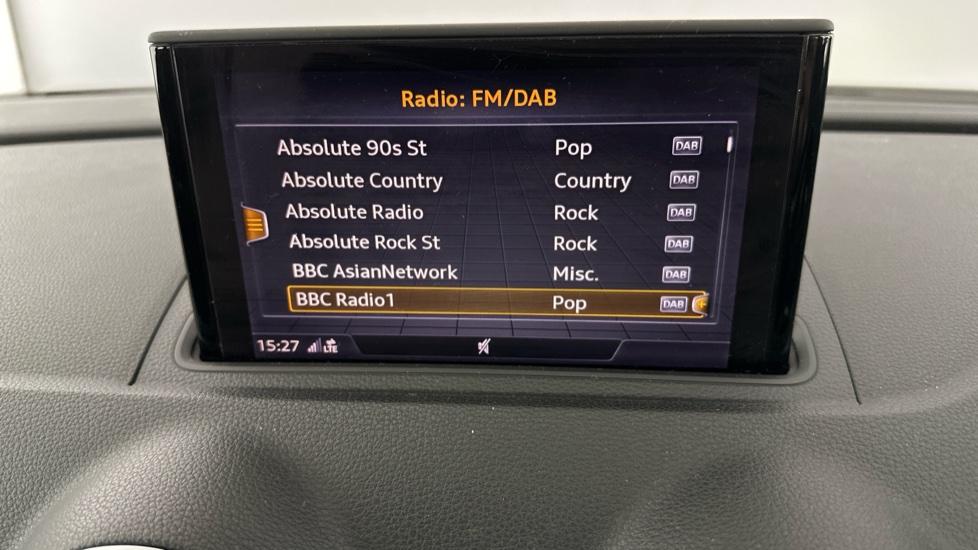 Radio: FM/DAB
Absolute 90s St Pop DAB
Absolute Country Country DAB
Absolute Radio Rock DAB
Absolute Rock St Rock DAB
BBC AsianNetwork Misc. DAB
BBC Radio1 Pop DAB
15:27 LTE